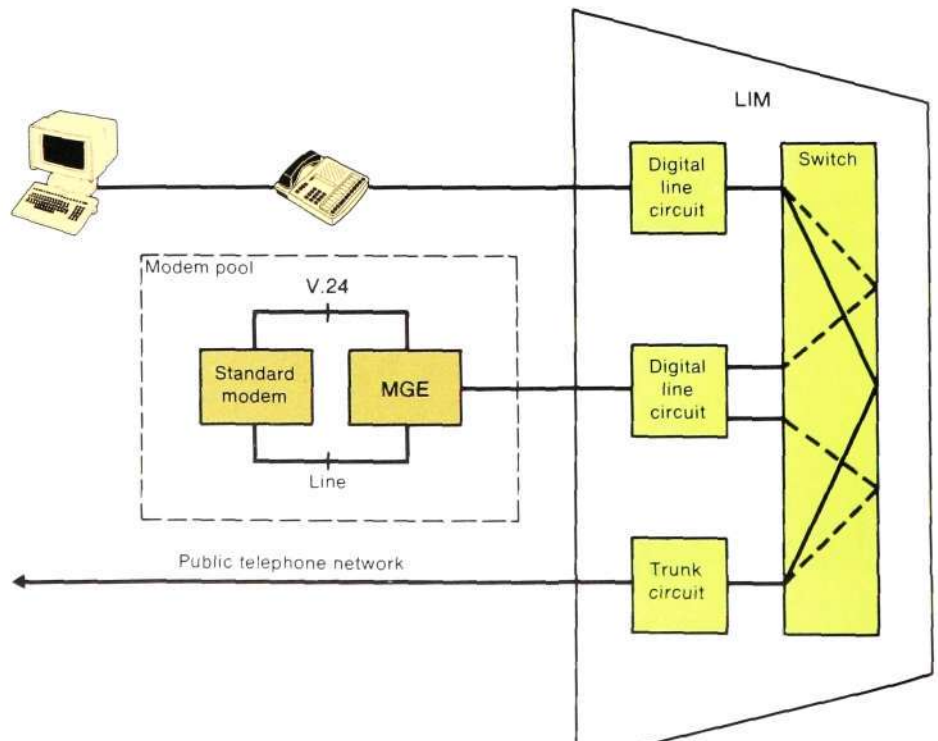 LIM
Digital
line
circuit
Switch
Modem pool
V.24
Standard
modem
MGE
Digital
line
circuit
Line
Public telephone network
Trunk
circuit